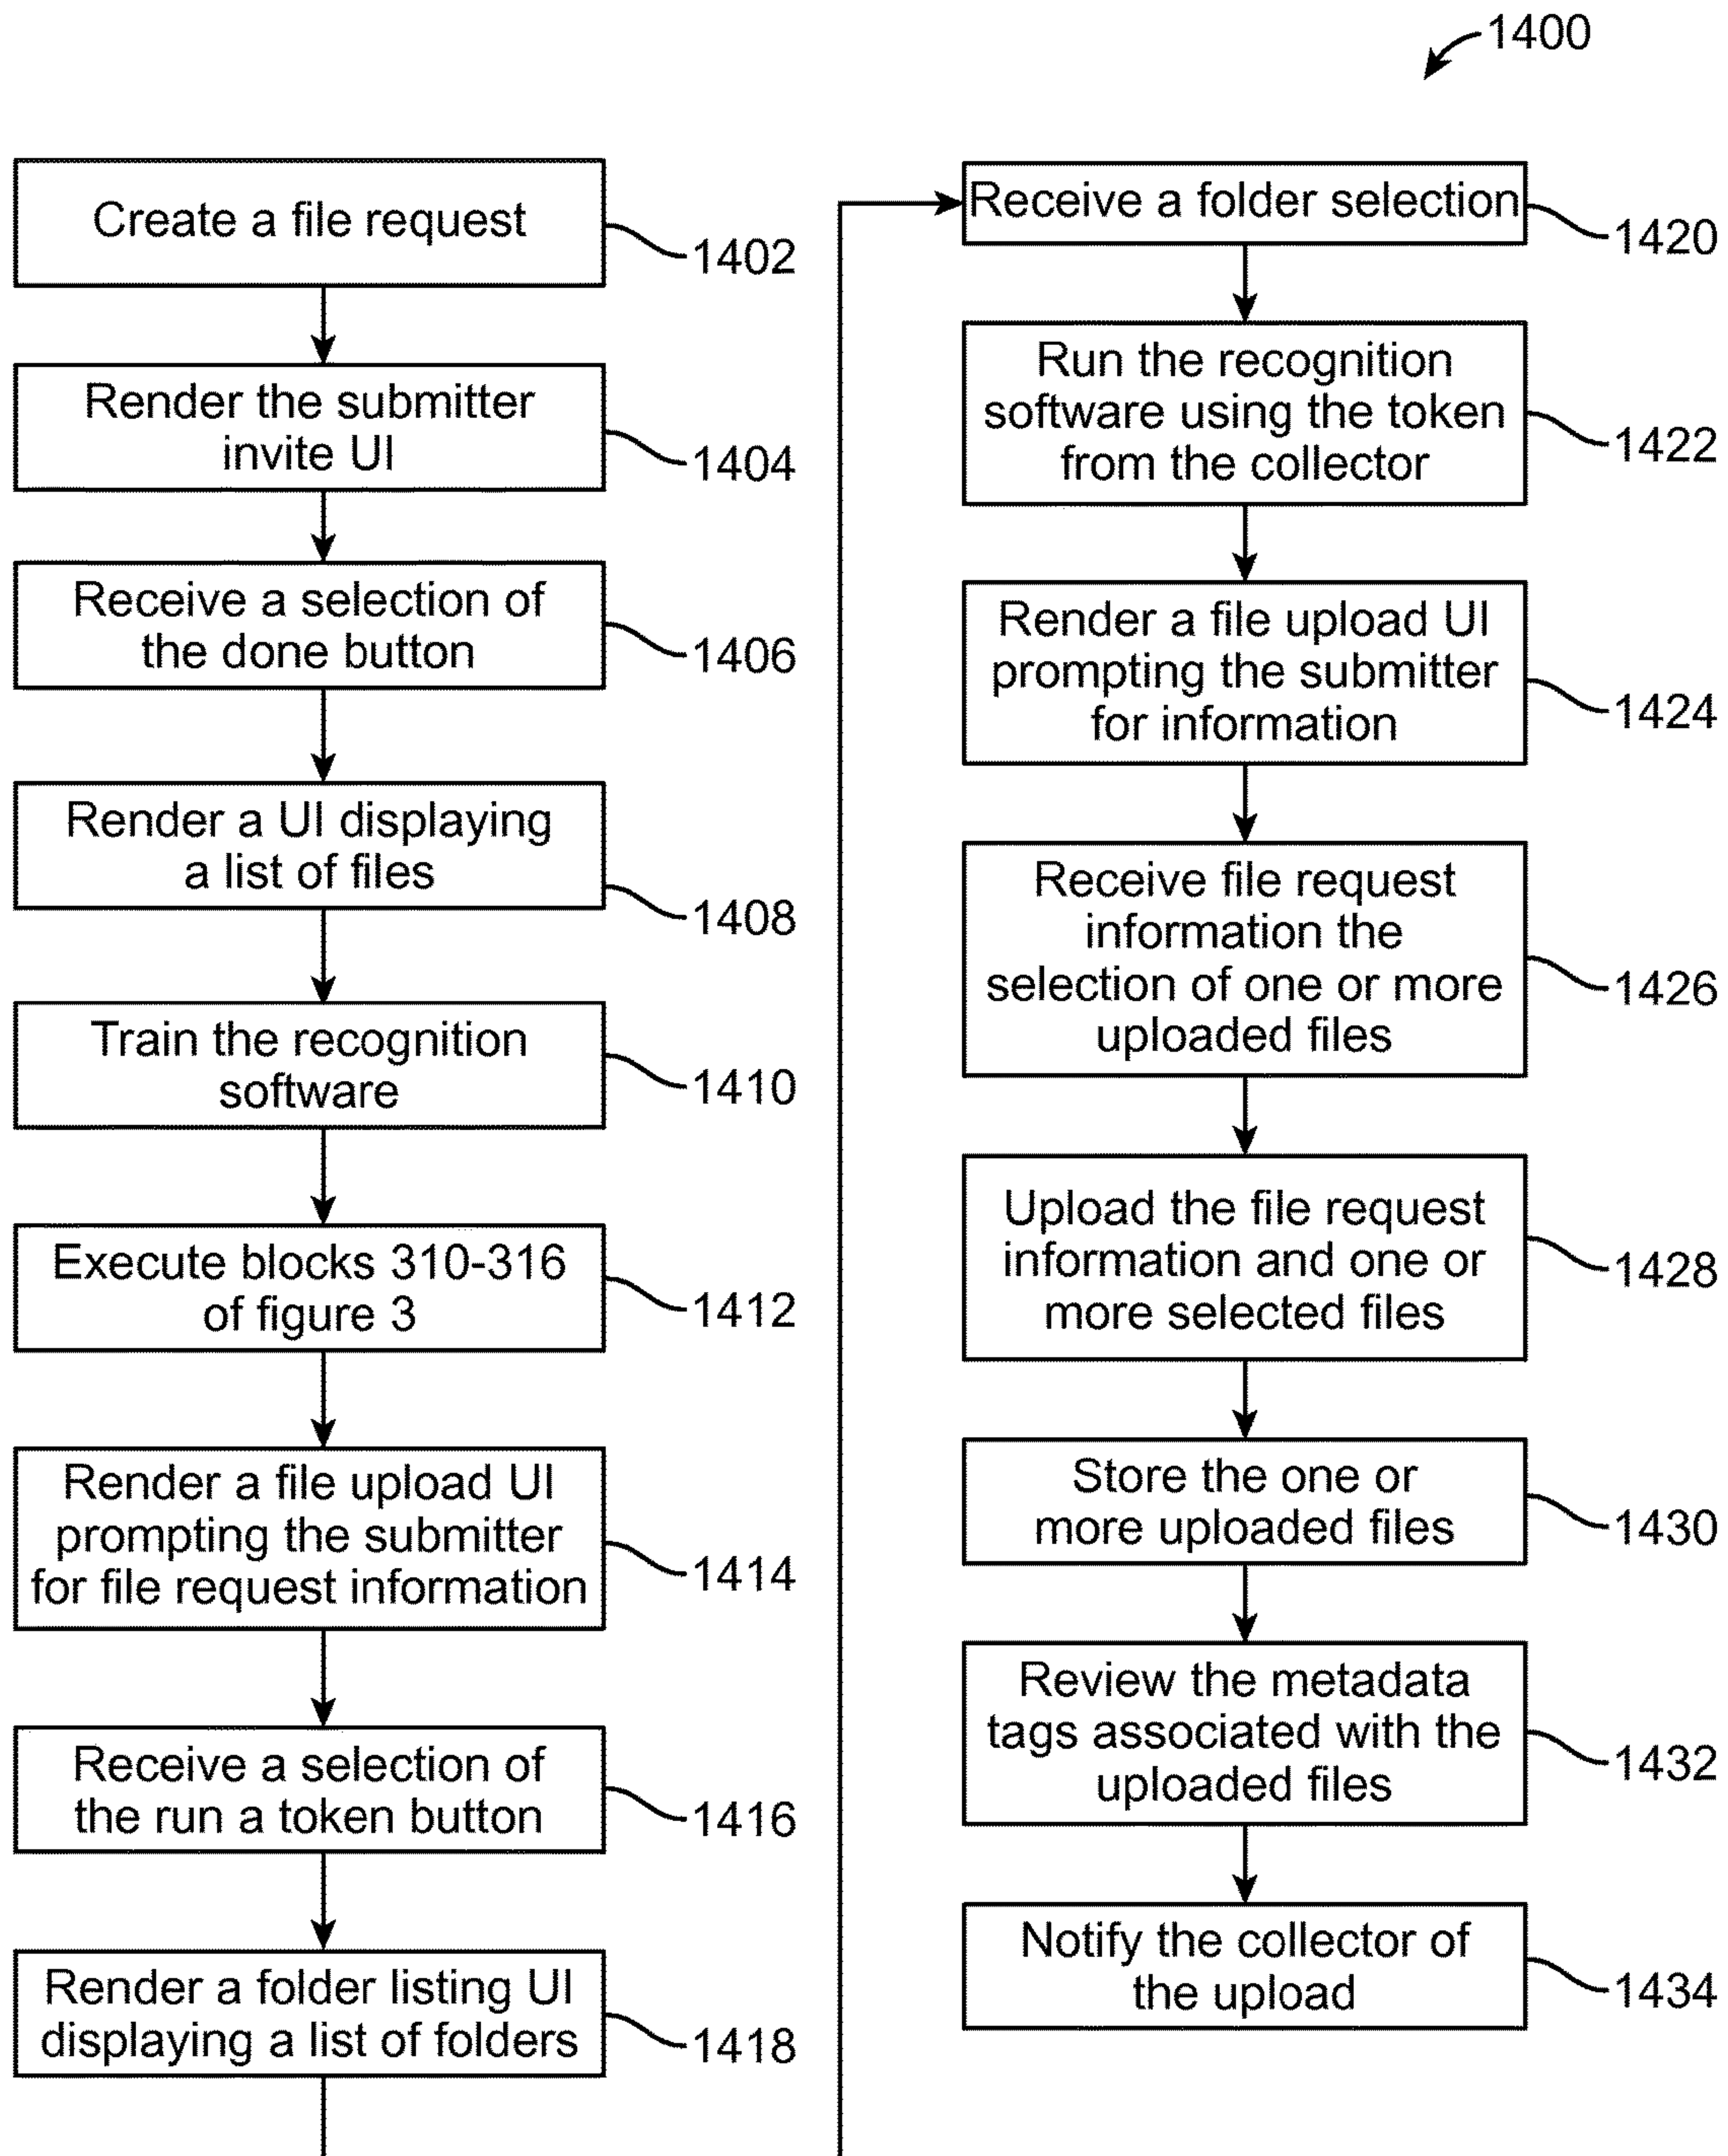 1400
Create a file request
1402
Render the submitter
invite UI
1404
Receive a selection of
the done button
1406
Render a UI displaying
a list of files
1408
Train the recognition
software
1410
Execute blocks 310-316
of figure 3
1412
Render a file upload UI
prompting the submitter
for file request information
1414
Receive a selection of
the run a token button
1416
Render a folder listing UI
displaying a list of folders
1418
Receive a folder selection
1420
Run the recognition
software using the token
from the collector
1422
Render a file upload UI
prompting the submitter
for information
1424
Receive file request
information the
selection of one or more
uploaded files
1426
Upload the file request
information and one or
more selected files
1428
Store the one or
more uploaded files
1430
Review the metadata
tags associated with the
uploaded files
1432
Notify the collector of
the upload
1434